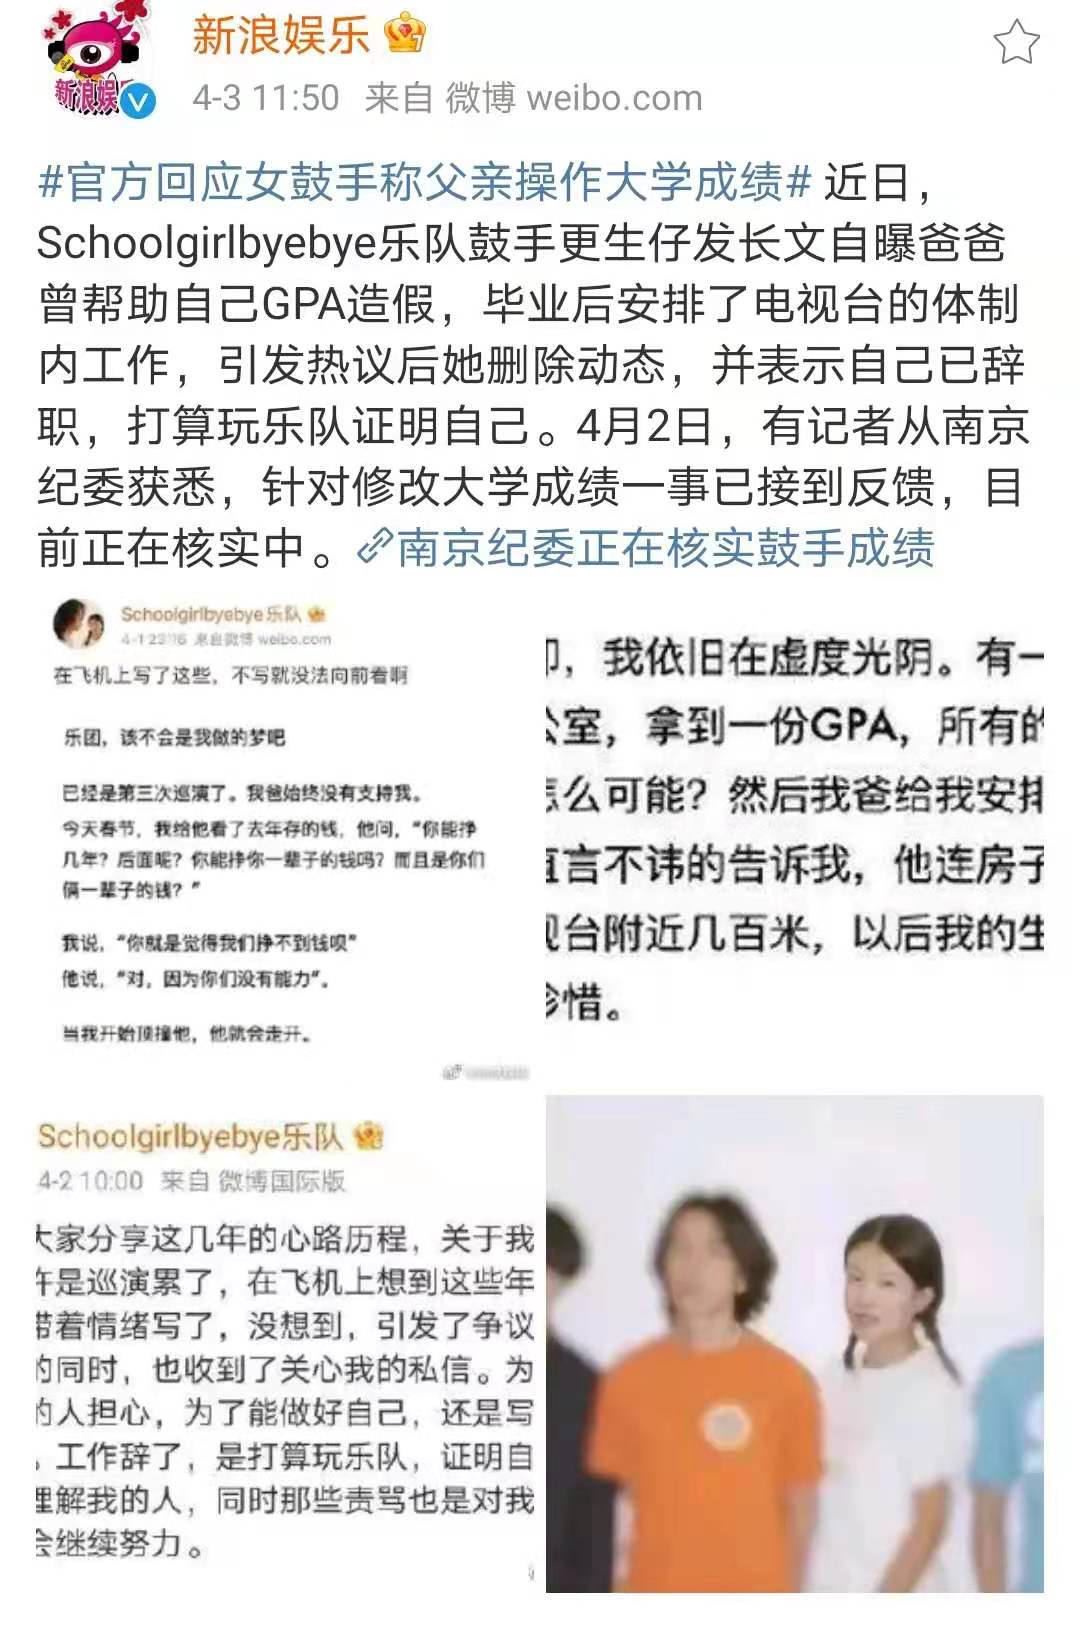 新浪娱乐
新浪娱
4-3 11:50 来自 微博 weibo.com
#官方回应女鼓手称父亲操作大学成绩# 近日，
Schoolgirlbyebye乐队鼓手更生仔发长文自曝爸爸
曾帮助自己GPA造假，毕业后安排了电视台的体制
内工作，引发热议后她删除动态，并表示自己已辞
职，打算玩乐队证明自己。4月2日，有记者从南京
纪委获悉，针对修改大学成绩一事已接到反馈，目
前正在核实中。南京纪委正在核实鼓手成绩
Schoolgirlbyebye乐队
4-1 23:16 来自微博 weibo.com
在飞机上写了这些，不写就没法向前看啊
乐团，该不会是我做的梦吧
已经是第三次巡演了。我爸始终没有支持我。
今天春节，我给他看了去年存的钱，他问，“你能挣
几年？后面呢？你能挣你一辈子的钱吗？而且是你们
俩一辈子的钱？”
我说，“你就是觉得我们挣不到钱呗”
他说，“对，因为你们没有能力”。
当我开始顶撞他，他就会走开。
，我依旧在虚度光阴。有一
公室，拿到一份GPA，所有的
怎么可能？然后我爸给我安排
直言不讳的告诉我，他连房子
视台附近几百米，以后我的生
珍惜。
Schoolgirlbyebye乐队
4-2 10:00 来自 微博国际版
大家分享这几年的心路历程，关于我
许是巡演累了，在飞机上想到这些年
带着情绪写了，没想到，引发了争议
的同时，也收到了关心我的私信。为
的人担心，为了能做好自己，还是写
。工作辞了，是打算玩乐队，证明自
理解我的人，同时那些责骂也是对我
会继续努力。